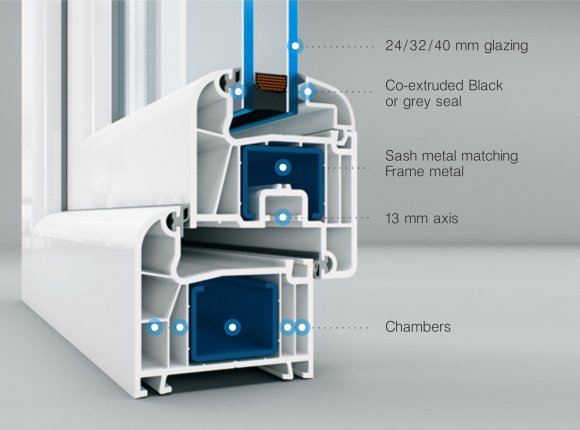 24/32/40 mm glazing
Co-extruded Black
or grey seal
Sash metal matching
Frame metal
13 mm axis
Chambers